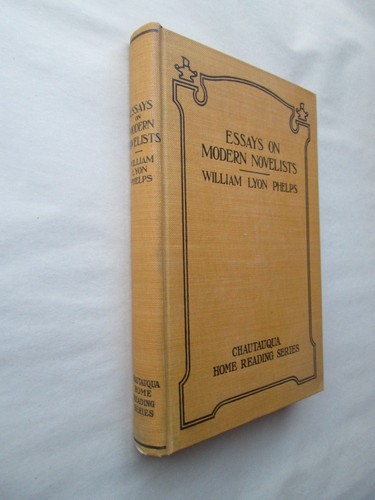 ESSAYS
ON
MODERN
NOVELISTS
WILLIAM
LYON
PHELPS
CHAUTAUQUA
HOME
READING
SERIES
ESSAYS ON
MODERN NOVELISTS
WILLIAM LYON PHELPS
CHAUTAUQUA
HOME READING SERIES